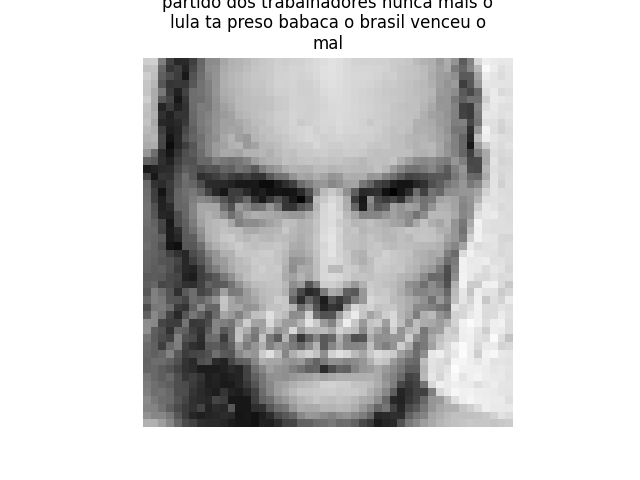 partido dos trabalhadores nunca mais o
lula ta preso babaca o brasil venceu o
mal